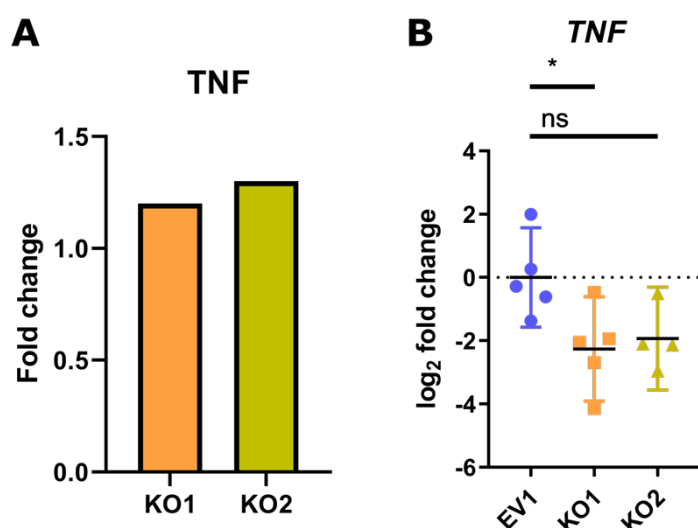 A
TNF
Fold change
1.5
1.0
0.5
0.0
KO1
KO2
B
TNF
*
ns
log₂ fold change
4
2
0
-2
-4
-6
EV1
KO1
KO2